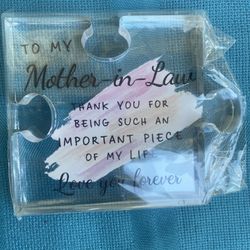 TO MY
Mother-in-Law
THANK YOU FOR
BEING SUCH AN
IMPORTANT PIECE
OF MY LIFE
Love you forever